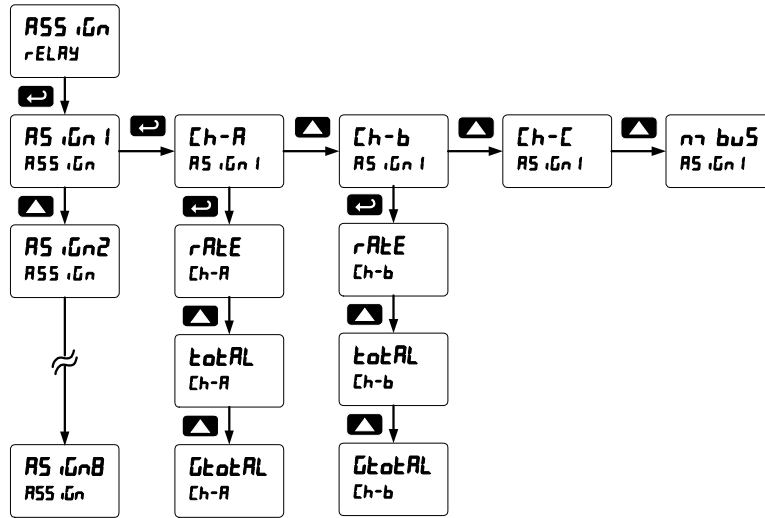 ASSiGn
rELAY
ASiGn1
ASSiGn
Ch-A
ASiGn1
Ch-b
ASiGn1
Ch-C
ASiGn1
m buS
ASiGn1
ASiGn2
ASSiGn
rAtE
Ch-A
rAtE
Ch-b
totAL
Ch-A
totAL
Ch-b
ASiGn8
ASSiGn
GtotAL
Ch-A
GtotAL
Ch-b